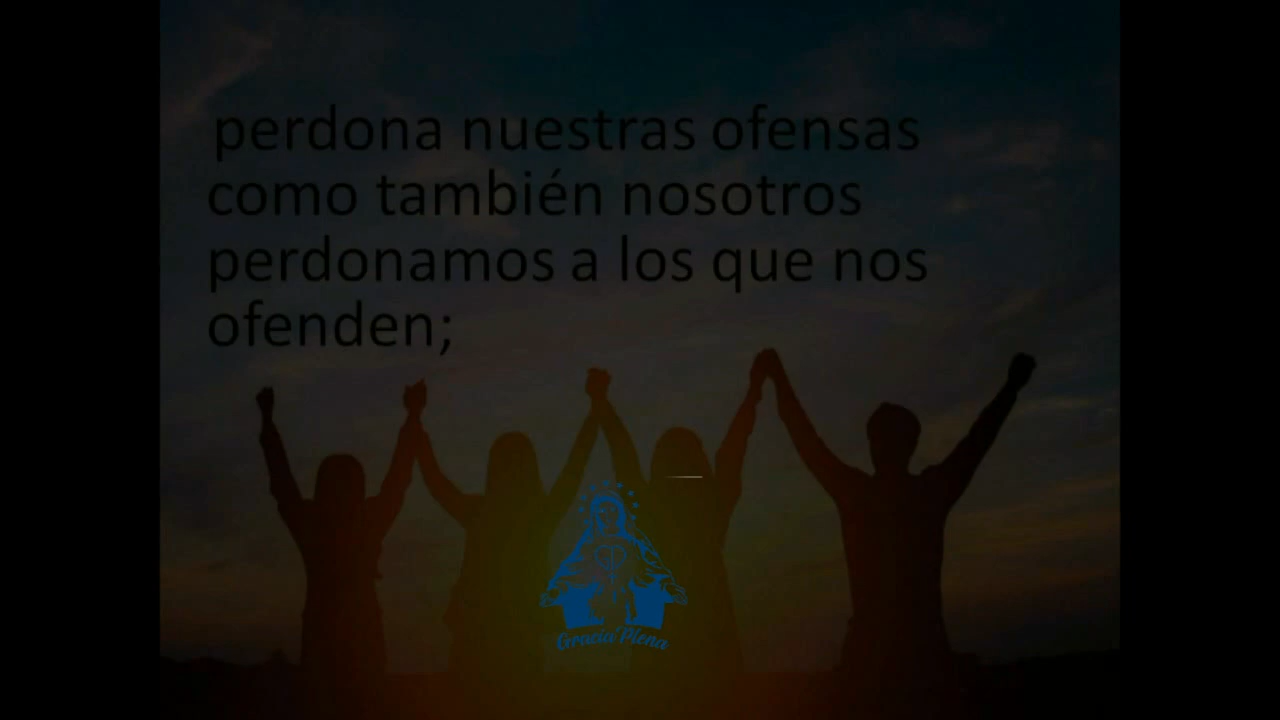 perdona nuestras ofensas
como también nosotros
perdonamos a los que nos
ofenden;
Gracia Plena